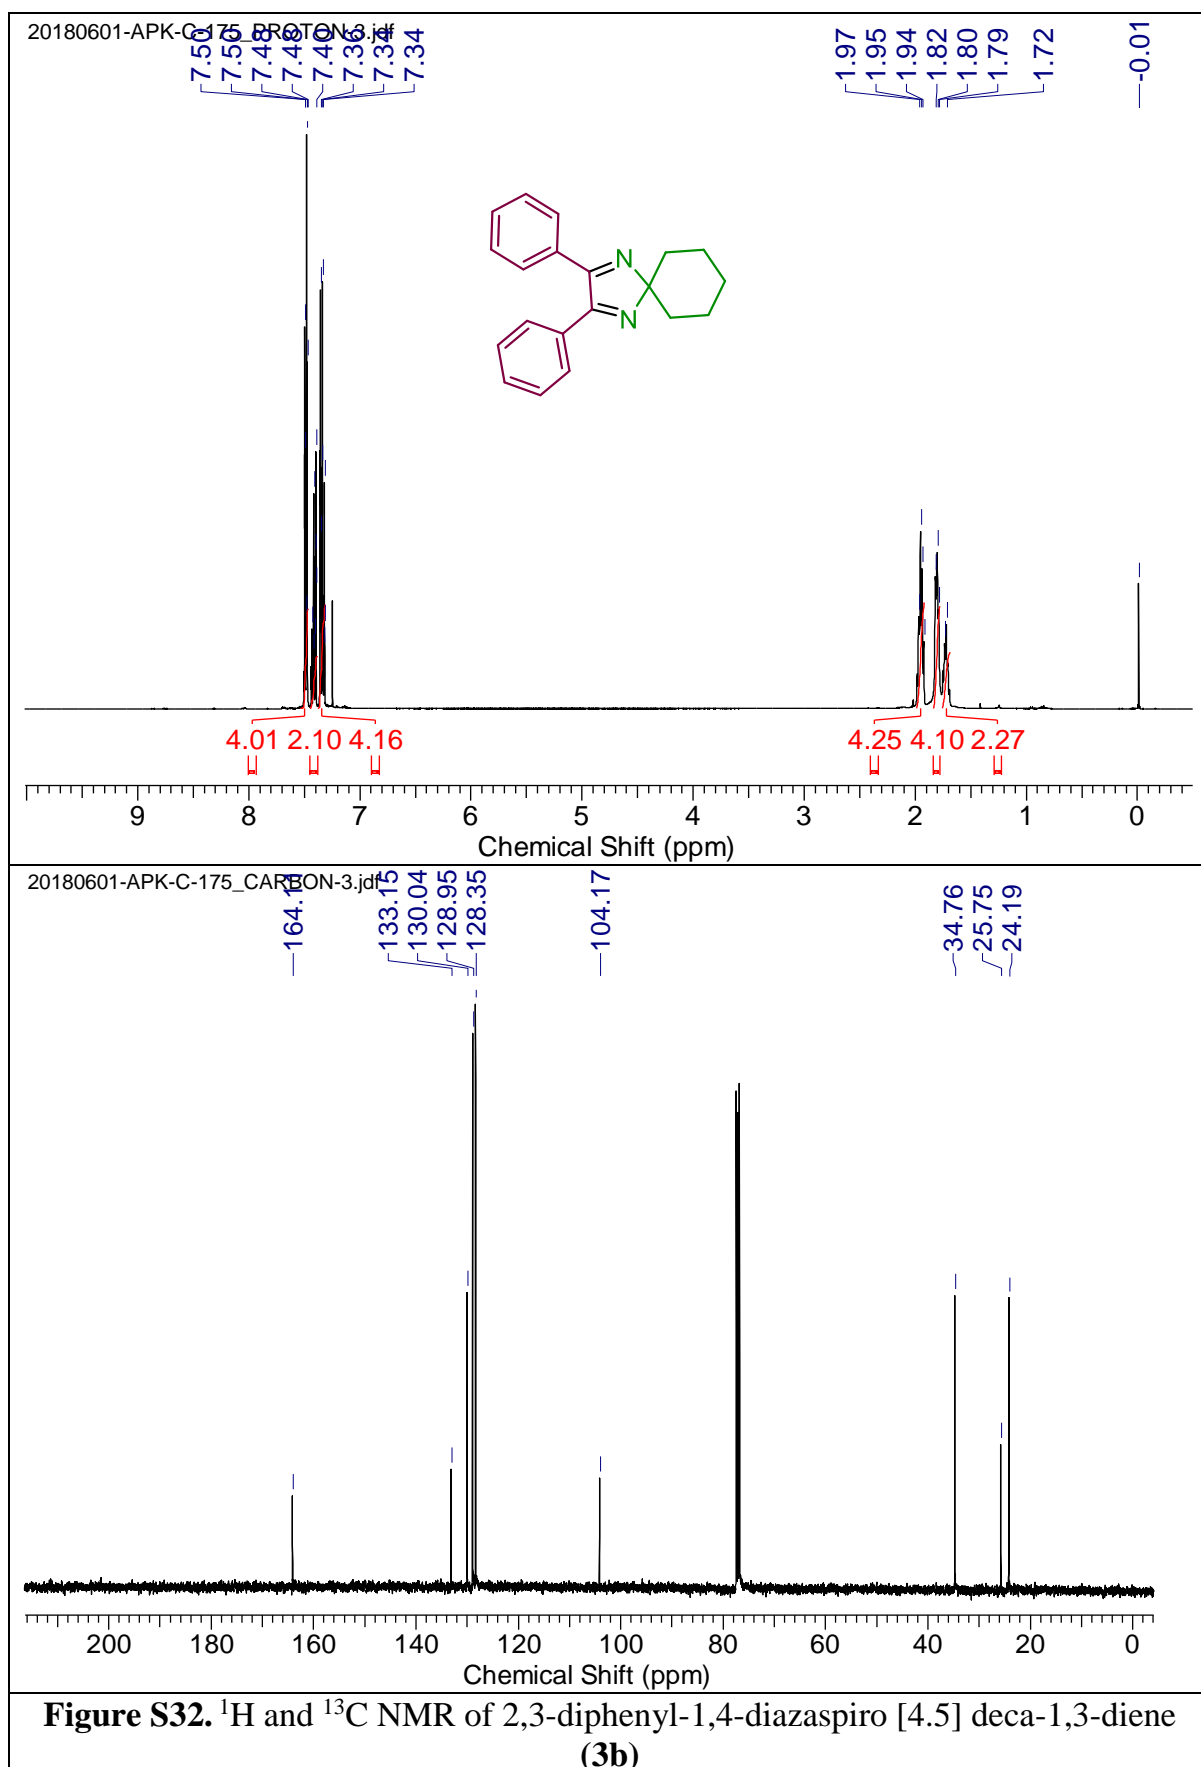 20180601-APK-C-175_PROTON-3.jdf
7.50
7.50
7.48
7.48
7.40
7.36
7.34
7.34
1.97
1.95
1.94
1.82
1.80
1.79
1.72
-0.01
N
N
4.01 2.10 4.16 4.25 4.10 2.27
9 8 7 6 5 4 3 2 1 0
Chemical Shift (ppm)
20180601-APK-C-175_CARBON-3.jdf
164.11
133.15
130.04
128.95
128.35
104.17
34.76
25.75
24.19
200 180 160 140 120 100 80 60 40 20 0
Chemical Shift (ppm)
Figure S32. ¹H and ¹³C NMR of 2,3-diphenyl-1,4-diazaspiro [4.5] deca-1,3-diene
(3b)